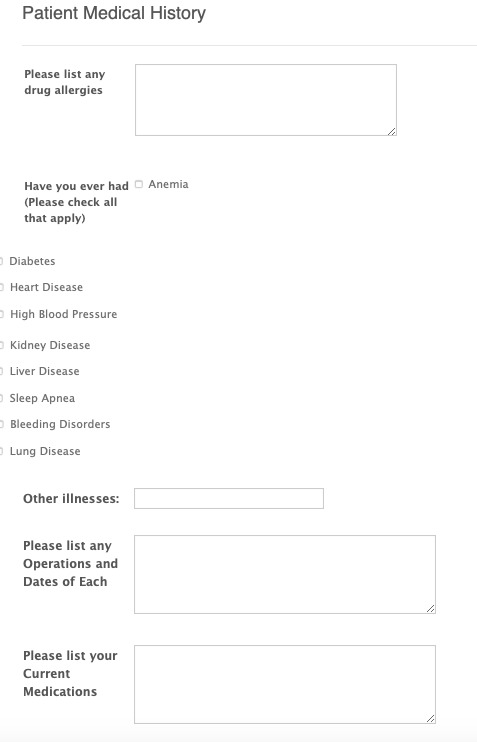 Patient Medical History
Please list any
drug allergies
Have you ever had
(Please check all
that apply)
Anemia
Diabetes
Heart Disease
High Blood Pressure
Kidney Disease
Liver Disease
Sleep Apnea
Bleeding Disorders
Lung Disease
Other illnesses:
Please list any
Operations and
Dates of Each
Please list your
Current
Medications